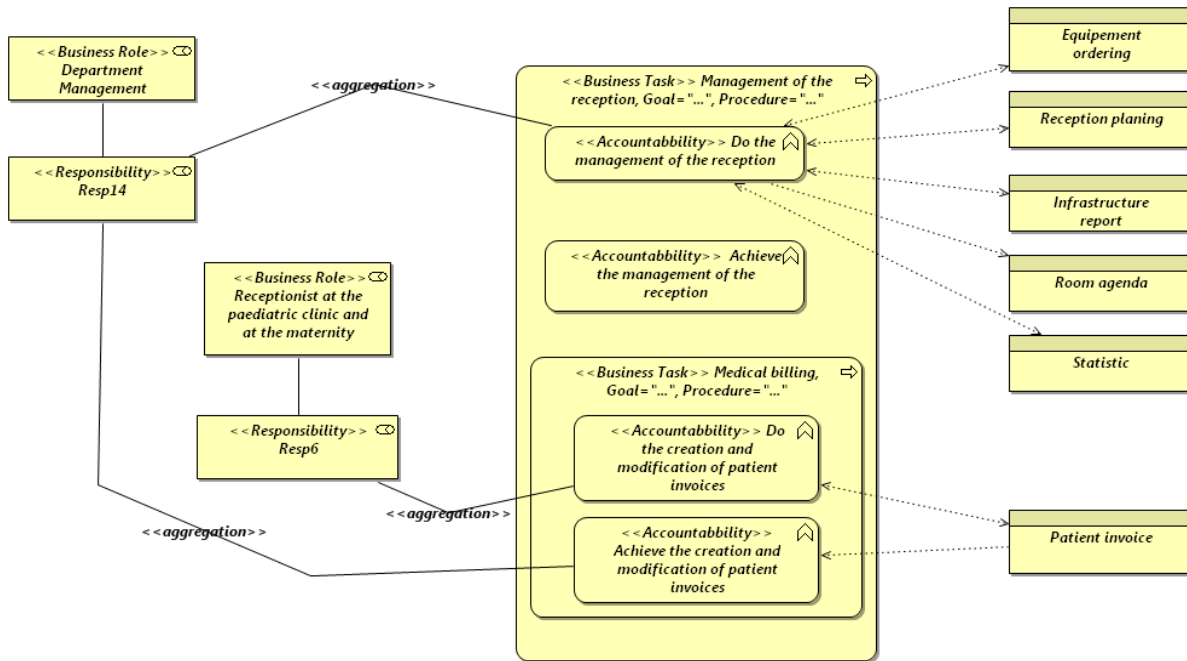 <<Business Role>>
Department
Management
<<Responsibility>>
Resp14
<<aggregation>>
<<Business Role>>
Receptionist at the
paediatric clinic and
at the maternity
<<Responsibility>>
Resp6
<<aggregation>>
<<aggregation>>
<<Business Task>> Management of the
reception, Goal="...", Procedure="..."
<<Accountabbility>> Do the
management of the reception
<<Accountabbility>> Achieve
the management of the
reception
<<Business Task>> Medical billing,
Goal="...", Procedure="..."
<<Accountabbility>> Do
the creation and
modification of patient
invoices
<<Accountabbility>>
Achieve the creation and
modification of patient
invoices
Equipement
ordering
Reception planing
Infrastructure
report
Room agenda
Statistic
Patient invoice